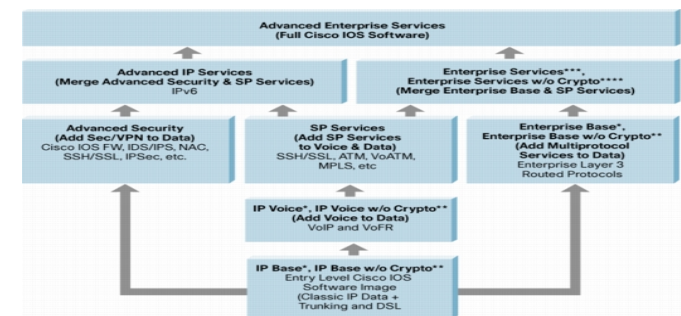 Advanced Enterprise Services
(Full Cisco IOS Software)
Advanced IP Services
(Merge Advanced Security & SP Services)
IPv6
Enterprise Services***,
Enterprise Services w/o Crypto****
(Merge Enterprise Base & SP Services)
Advanced Security
(Add Sec/VPN to Data)
Cisco IOS FW, IDS/IPS, NAC,
SSH/SSL, IPSec, etc.
SP Services
(Add SP Services
to Voice & Data)
SSH/SSL, ATM, VoATM,
MPLS, etc
Enterprise Base*,
Enterprise Base w/o Crypto**
(Add Multiprotocol
Services to Data)
Enterprise Layer 3
Routed Protocols
IP Voice*, IP Voice w/o Crypto**
(Add Voice to Data)
VoIP and VoFR
IP Base*, IP Base w/o Crypto**
Entry Level Cisco IOS
Software Image
(Classic IP Data +
Trunking and DSL